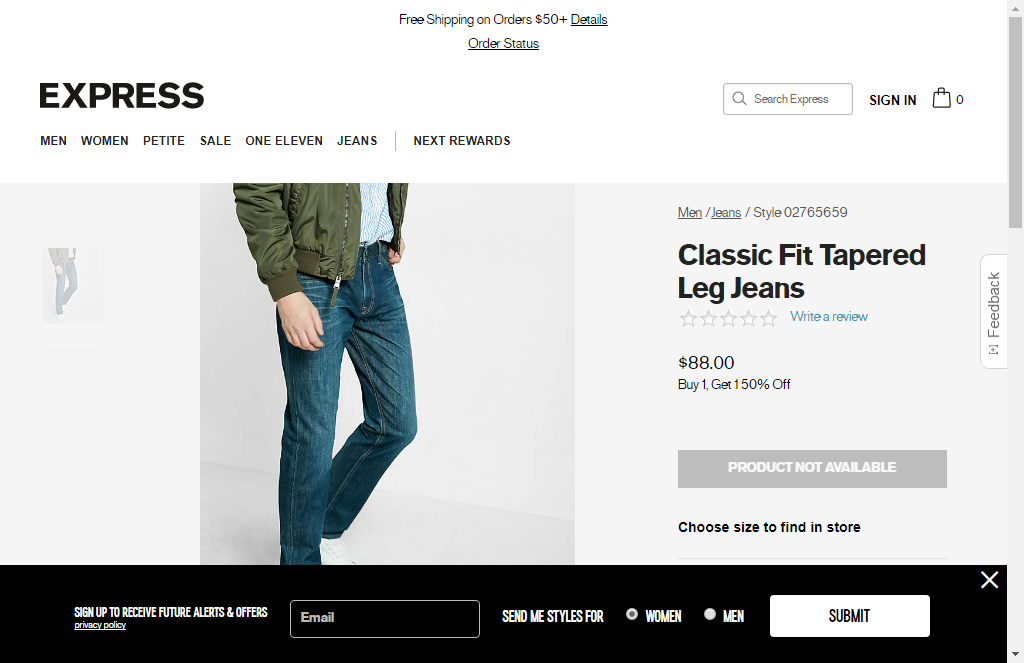 Free Shipping on Orders $50+ Details
Order Status
EXPRESS
Search Express
SIGN IN
0
MEN WOMEN PETITE SALE ONE ELEVEN JEANS NEXT REWARDS
Men /Jeans / Style 02765659
Classic Fit Tapered
Leg Jeans
Write a review
$88.00
Buy 1, Get 1 50% Off
PRODUCT NOT AVAILABLE
Choose size to find in store
[+] Feedback
SIGN UP TO RECEIVE FUTURE ALERTS & OFFERS
privacy policy
Email
SEND ME STYLES FOR WOMEN MEN
SUBMIT